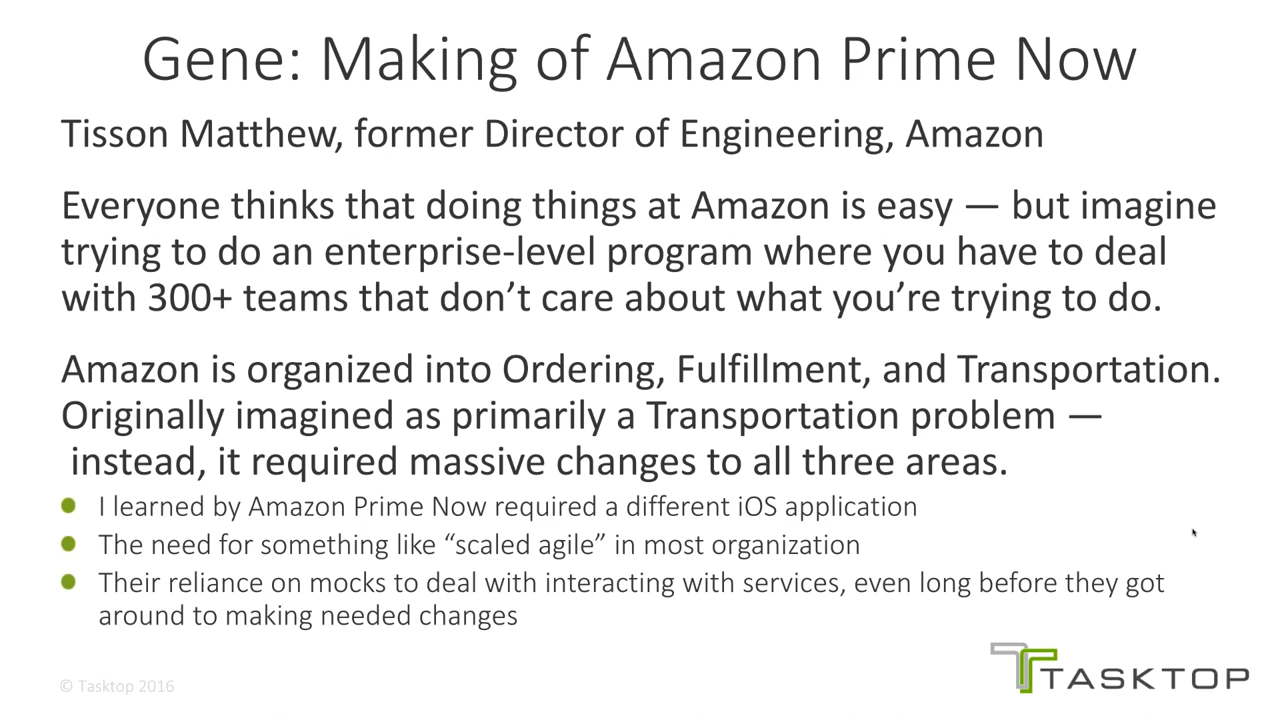 Gene: Making of Amazon Prime Now
Tisson Matthew, former Director of Engineering, Amazon
Everyone thinks that doing things at Amazon is easy — but imagine
trying to do an enterprise-level program where you have to deal
with 300+ teams that don’t care about what you’re trying to do.
Amazon is organized into Ordering, Fulfillment, and Transportation.
Originally imagined as primarily a Transportation problem —
instead, it required massive changes to all three areas.
I learned by Amazon Prime Now required a different iOS application
The need for something like “scaled agile” in most organization
Their reliance on mocks to deal with interacting with services, even long before they got
around to making needed changes
© Tasktop 2016
TASKTOP